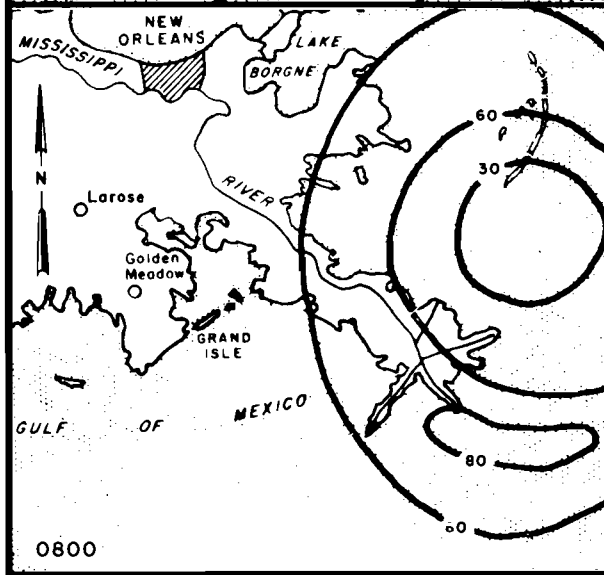 NEW
ORLEANS
MISSISSIPPI
LAKE
BORGNE
60
30
N
Larose
RIVER
Golden
Meadow
GRAND
ISLE
GULF OF MEXICO
80
0800